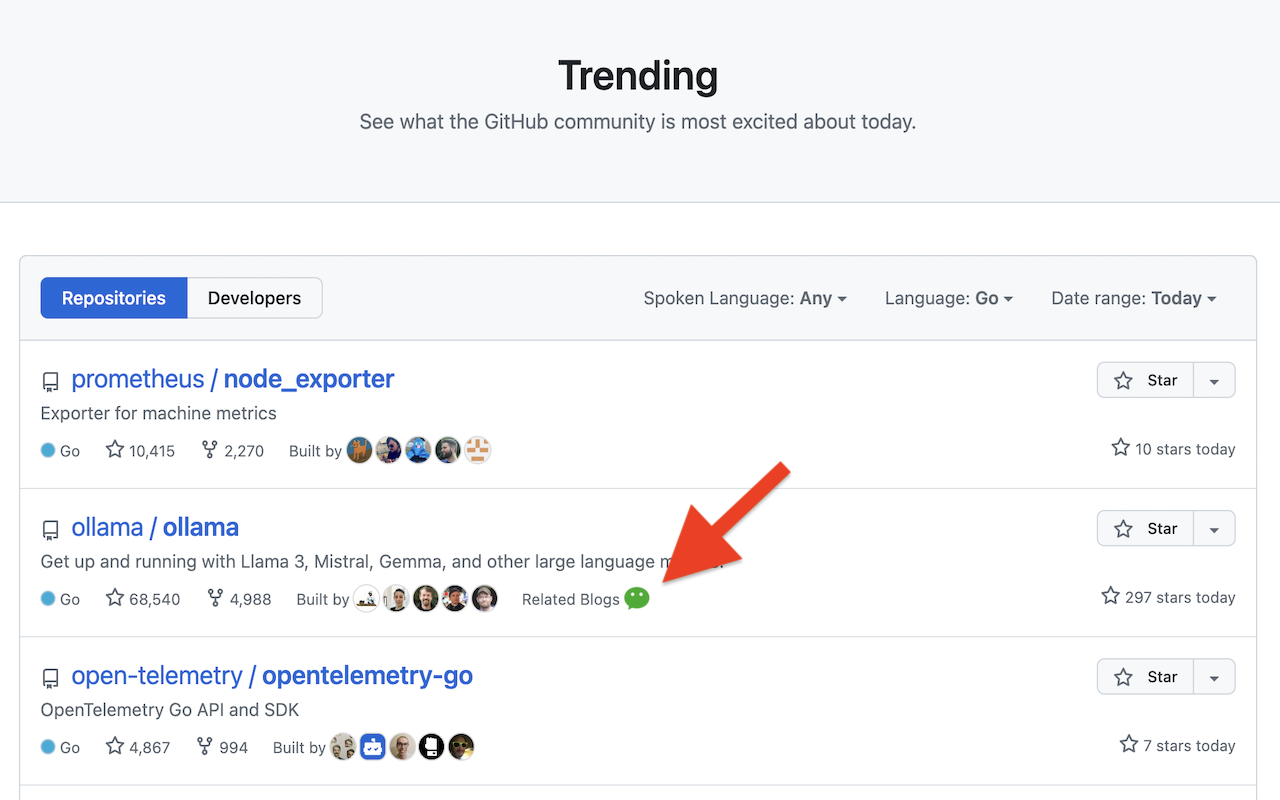 Trending
See what the GitHub community is most excited about today.
Repositories Developers Spoken Language: Any Language: Go Date range: Today
prometheus / node_exporter Star
Exporter for machine metrics
Go 10,415 2,270 Built by 10 stars today
ollama / ollama Star
Get up and running with Llama 3, Mistral, Gemma, and other large language
Go 68,540 4,988 Built by Related Blogs 297 stars today
open-telemetry / opentelemetry-go Star
OpenTelemetry Go API and SDK
Go 4,867 994 Built by 7 stars today